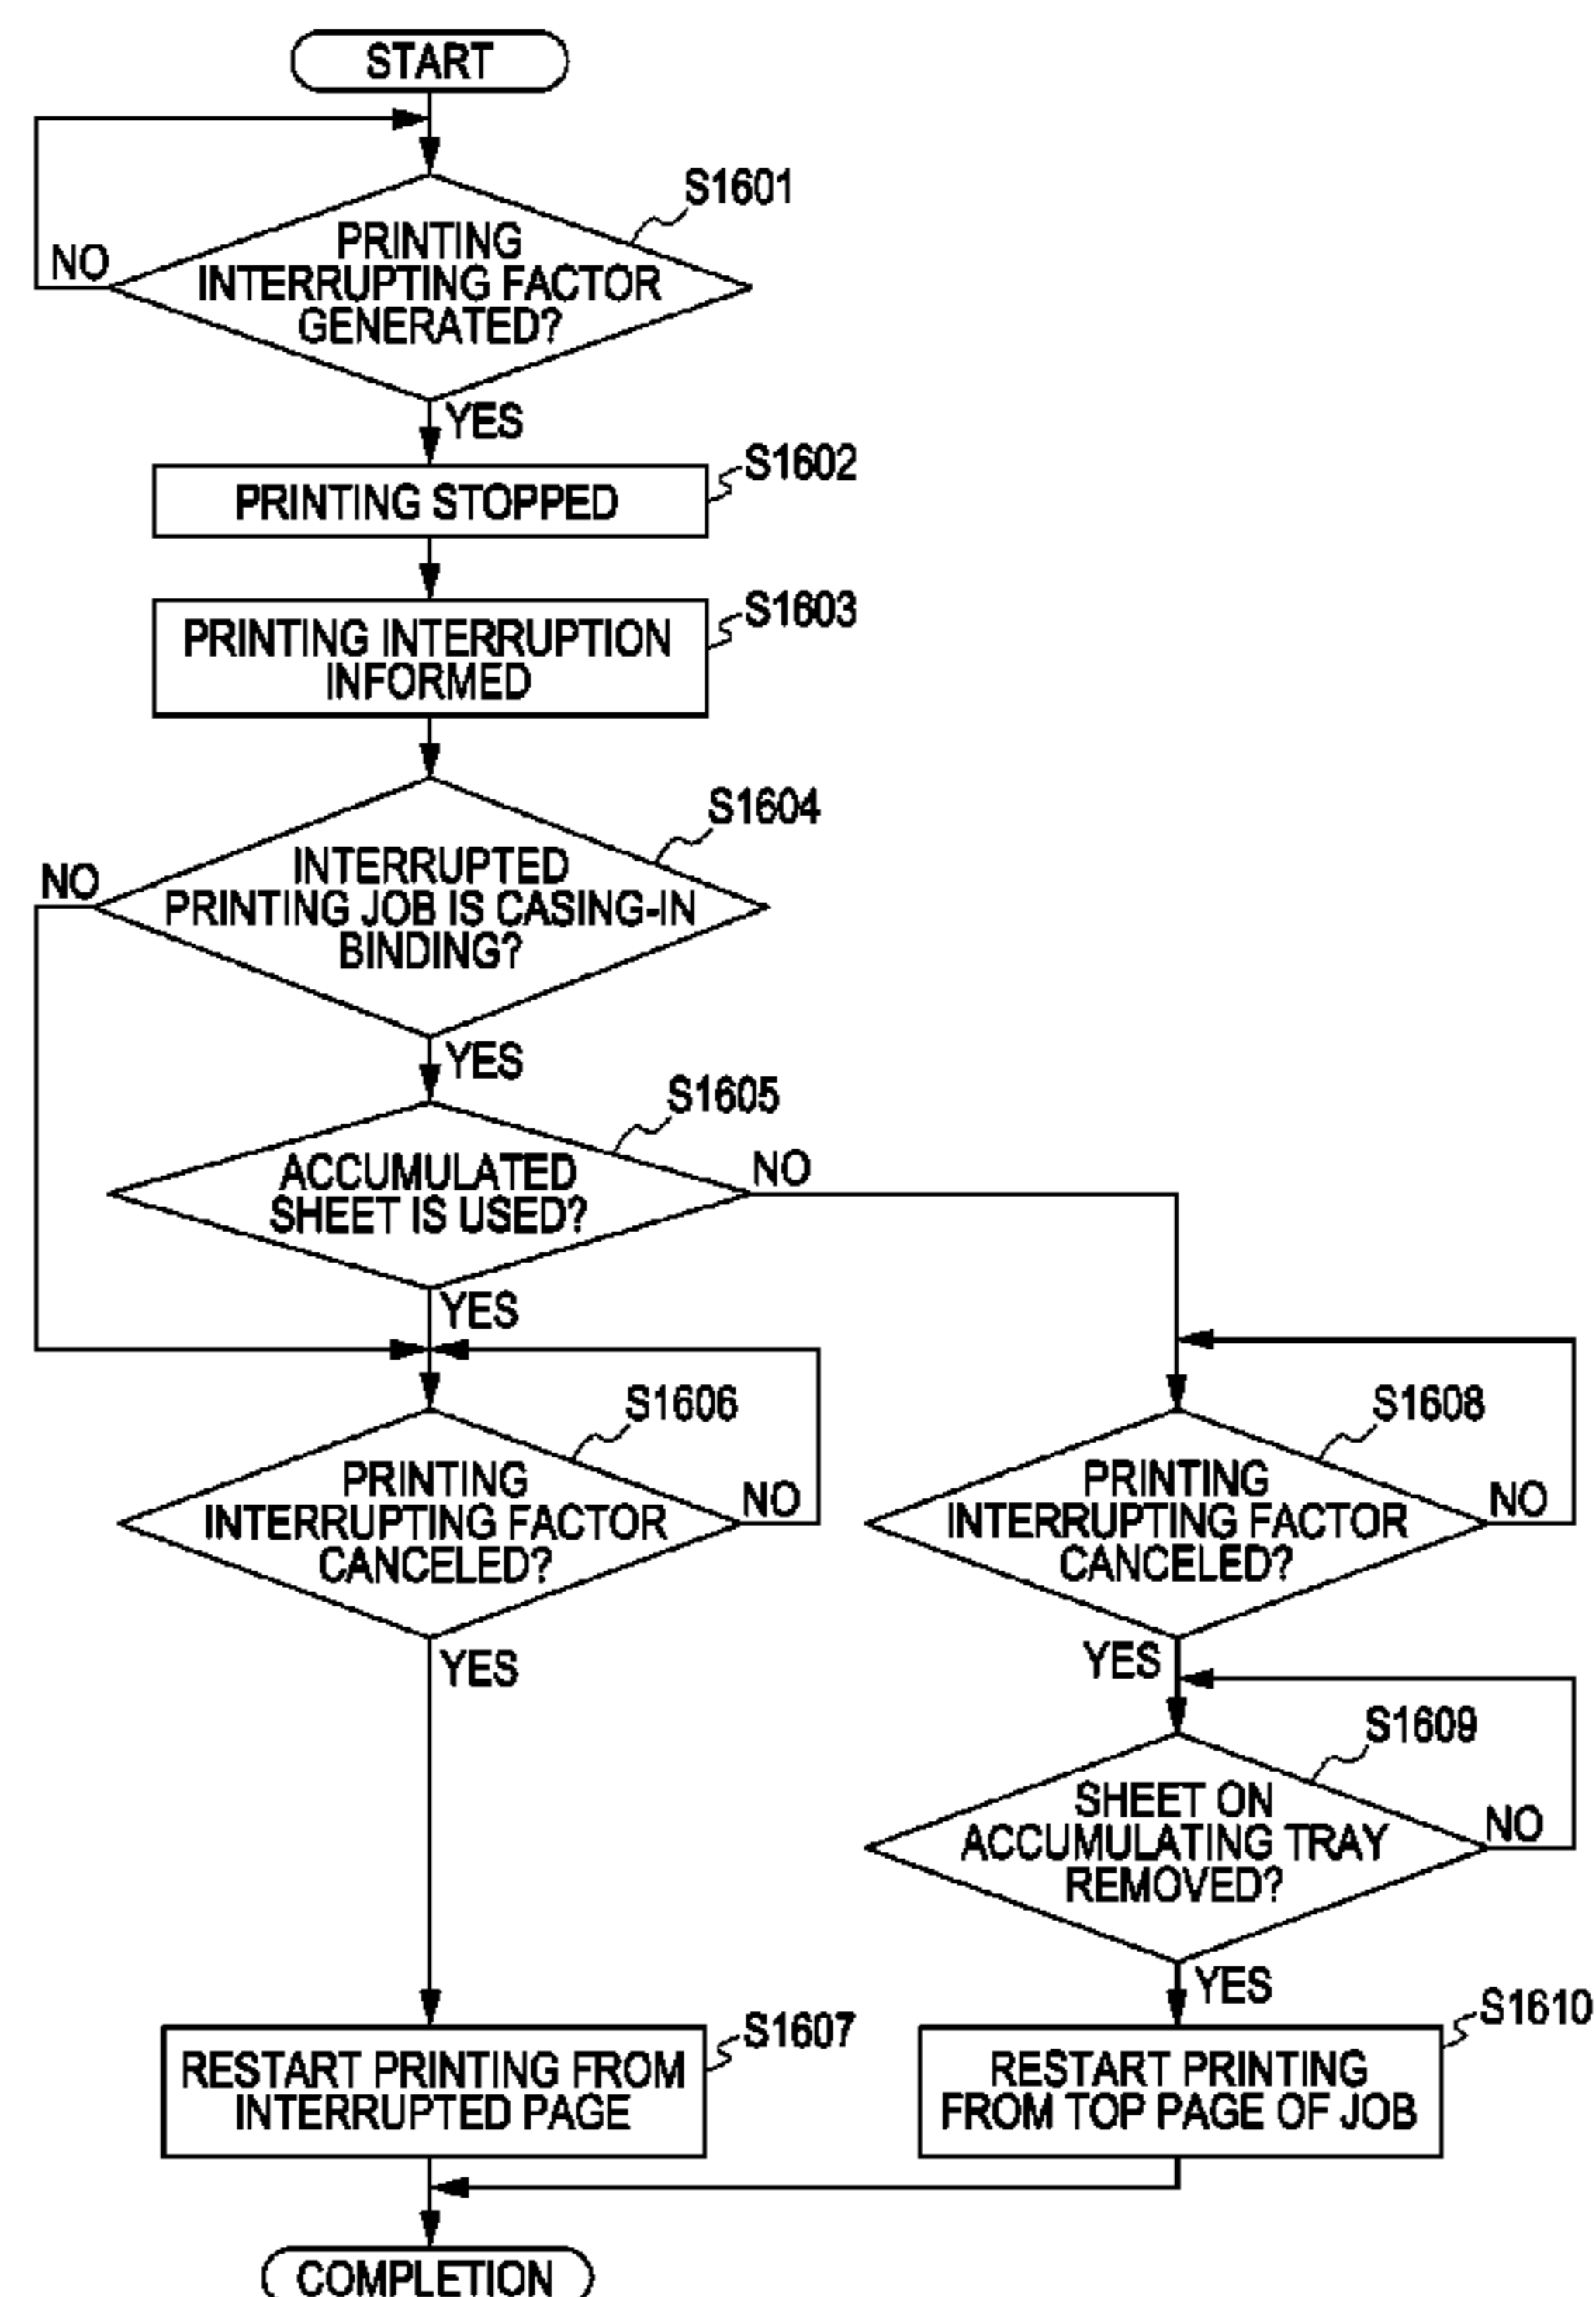 START
S1601
PRINTING
INTERRUPTING FACTOR
GENERATED?
NO
YES
S1602
PRINTING STOPPED
S1603
PRINTING INTERRUPTION
INFORMED
S1604
NO
INTERRUPTED
PRINTING JOB IS CASING-IN
BINDING?
YES
S1605
ACCUMULATED
SHEET IS USED?
NO
YES
S1606
PRINTING
INTERRUPTING FACTOR
CANCELED?
NO
YES
S1608
PRINTING
INTERRUPTING FACTOR
CANCELED?
NO
YES
S1609
SHEET ON
ACCUMULATING TRAY
REMOVED?
NO
YES
S1607
RESTART PRINTING FROM
INTERRUPTED PAGE
S1610
RESTART PRINTING
FROM TOP PAGE OF JOB
COMPLETION